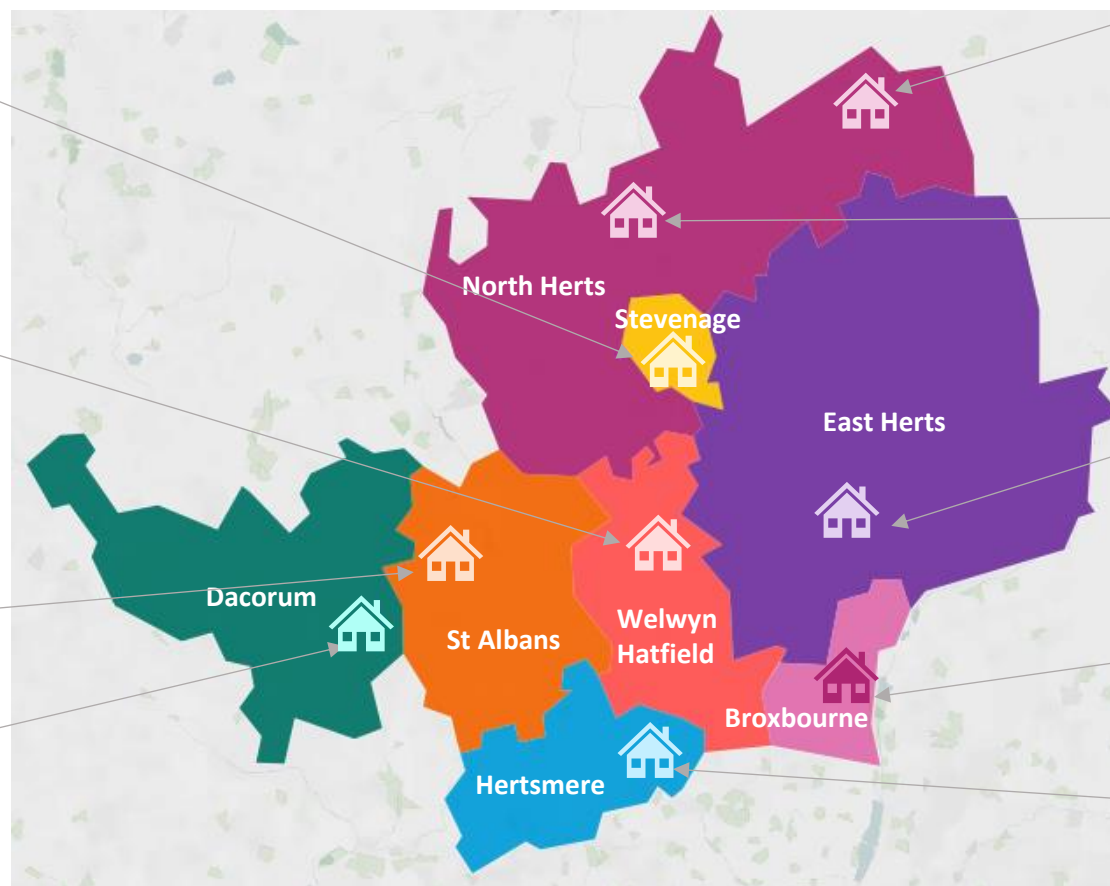 North Herts
Stevenage
East Herts
Dacorum
St Albans
Welwyn
Hatfield
Broxbourne
Hertsmere